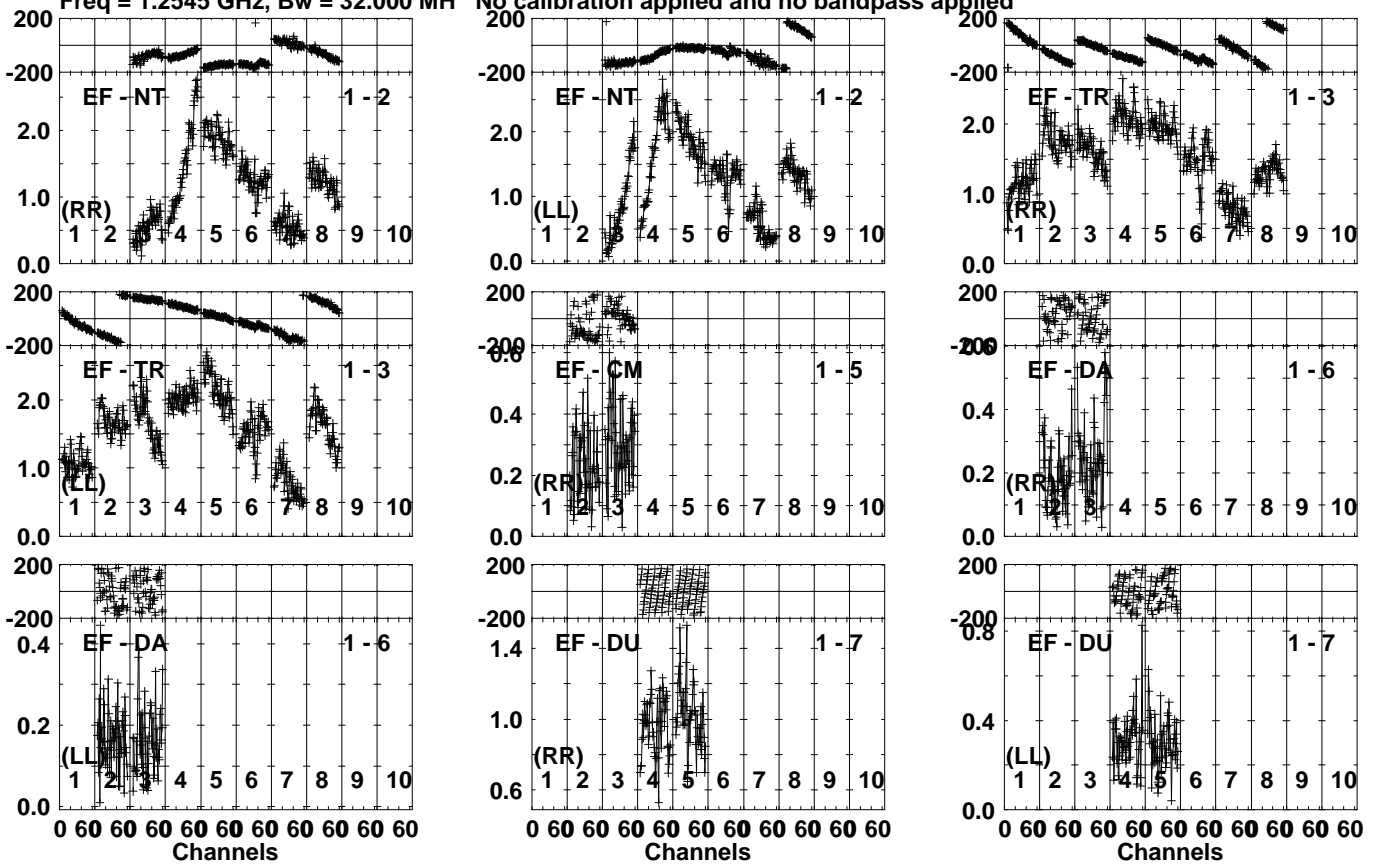 Freq = 1.2545 GHz, Bw = 32.000 MH No calibration applied and no bandpass applied
200 200 200
-200 -200 -200
EF - NT 1 - 2 EF - NT 1 - 2 EF - TR 1 - 3
2.0 2.0 2.0
1.0 1.0 1.0
(RR) (LL) (RR)
1 2 3 4 5 6 7 8 9 10 1 2 3 4 5 6 7 8 9 10 1 2 3 4 5 6 7 8 9 10
0.0 0.0 0.0
200 200 200
-200 -200 -200
0.6 0.6
EF - TR 1 - 3 EF - CM 1 - 5 EF - DA 1 - 6
2.0 0.4 0.4
1.0 0.2 0.2
(LL) (RR) (RR)
1 2 3 4 5 6 7 8 9 10 1 2 3 4 5 6 7 8 9 10 1 2 3 4 5 6 7 8 9 10
0.0 0.0 0.0
200 200 200
-200 -200 -200
0.8
EF - DA 1 - 6 EF - DU 1 - 7 EF - DU 1 - 7
0.4 1.4 0.4
0.2 1.0
(LL) (RR) (LL)
1 2 3 4 5 6 7 8 9 10 1 2 3 4 5 6 7 8 9 10 1 2 3 4 5 6 7 8 9 10
0.0 0.6 0.0
0 60 60 60 60 60 60 60 60 60 60 0 60 60 60 60 60 60 60 60 60 60 0 60 60 60 60 60 60 60 60 60 60
Channels Channels Channels